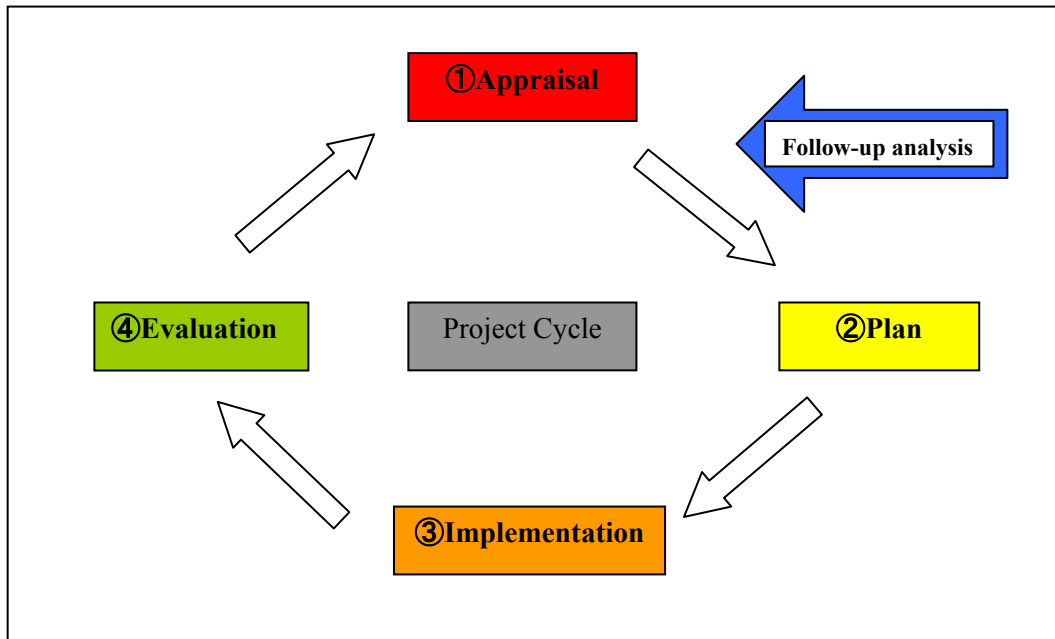 ①Appraisal
Follow-up analysis
④Evaluation
Project Cycle
②Plan
③Implementation